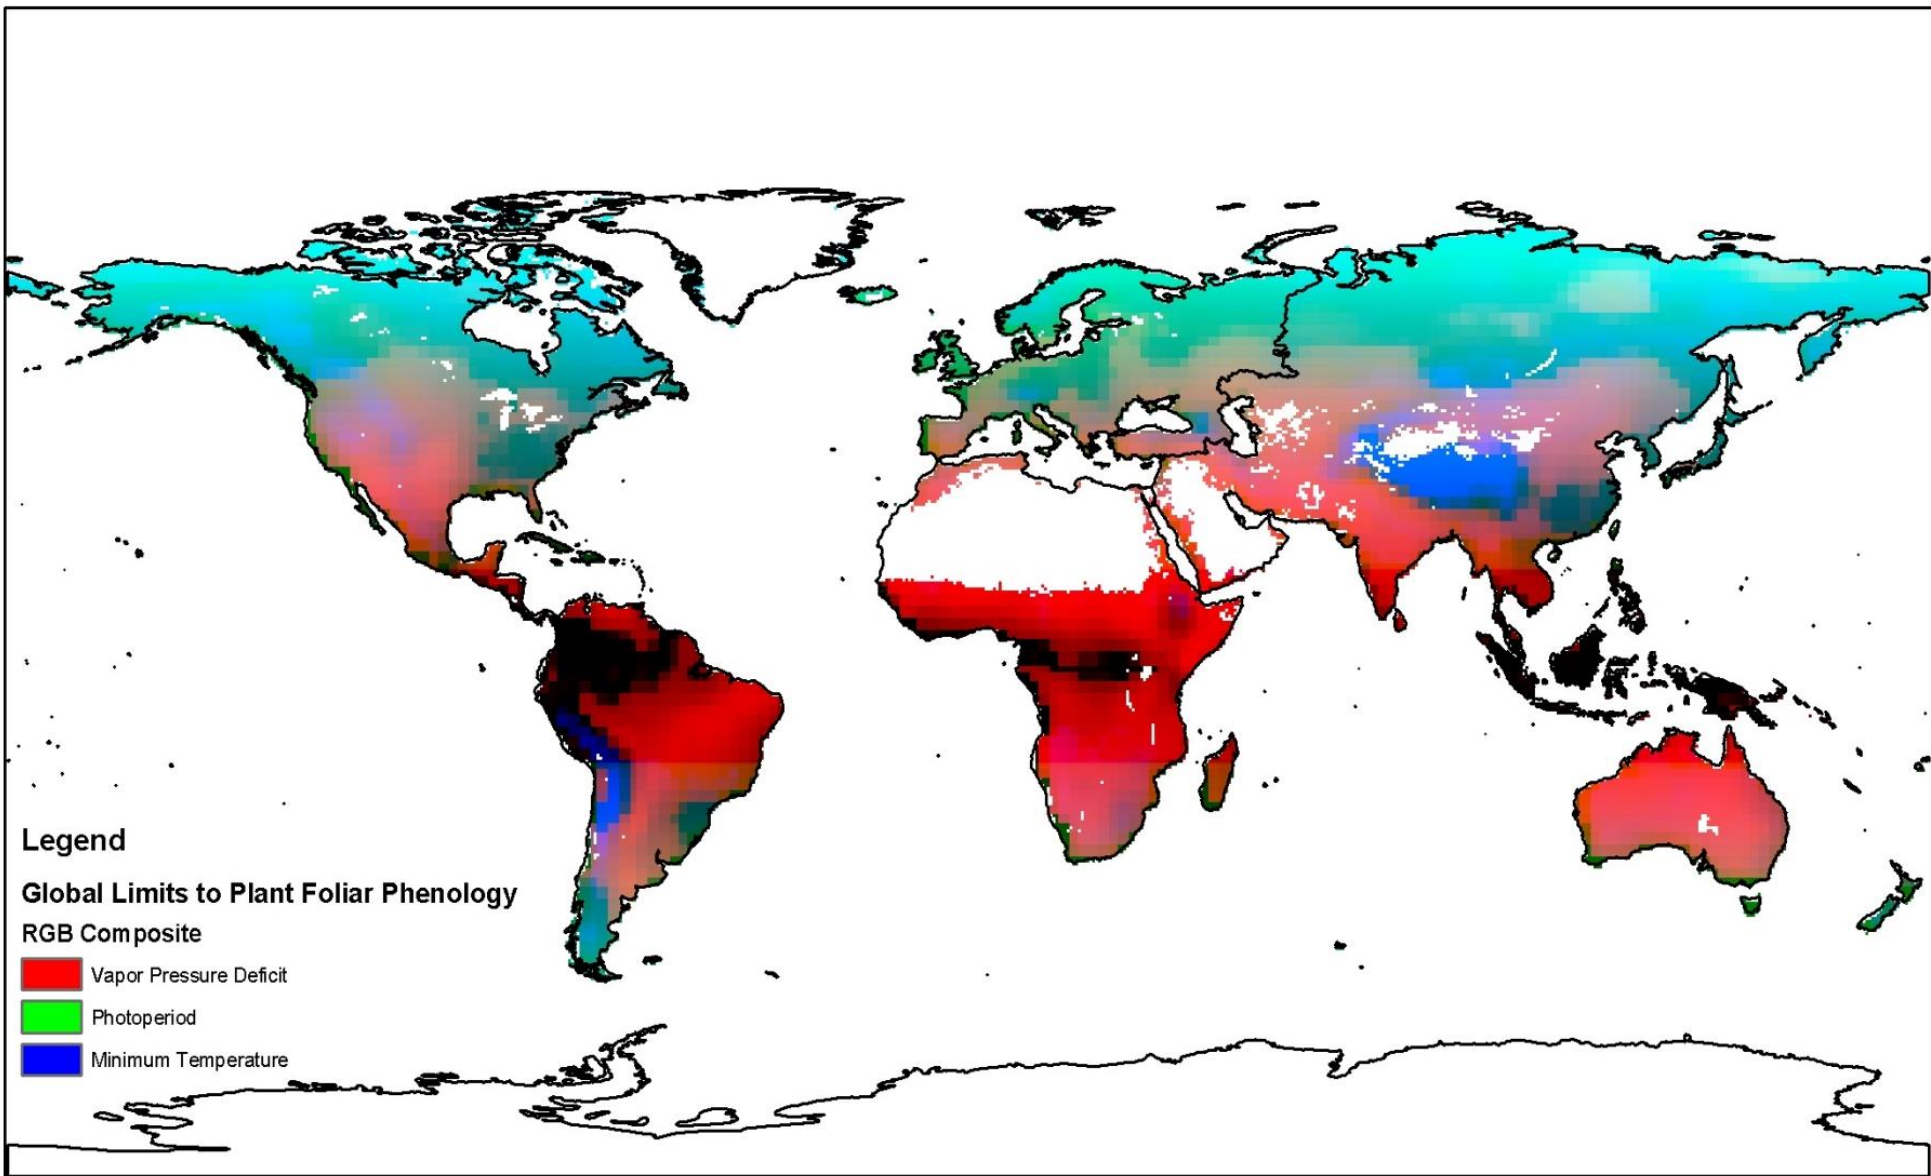 Legend
Global Limits to Plant Foliar Phenology
RGB Composite
Vapor Pressure Deficit
Photoperiod
Minimum Temperature